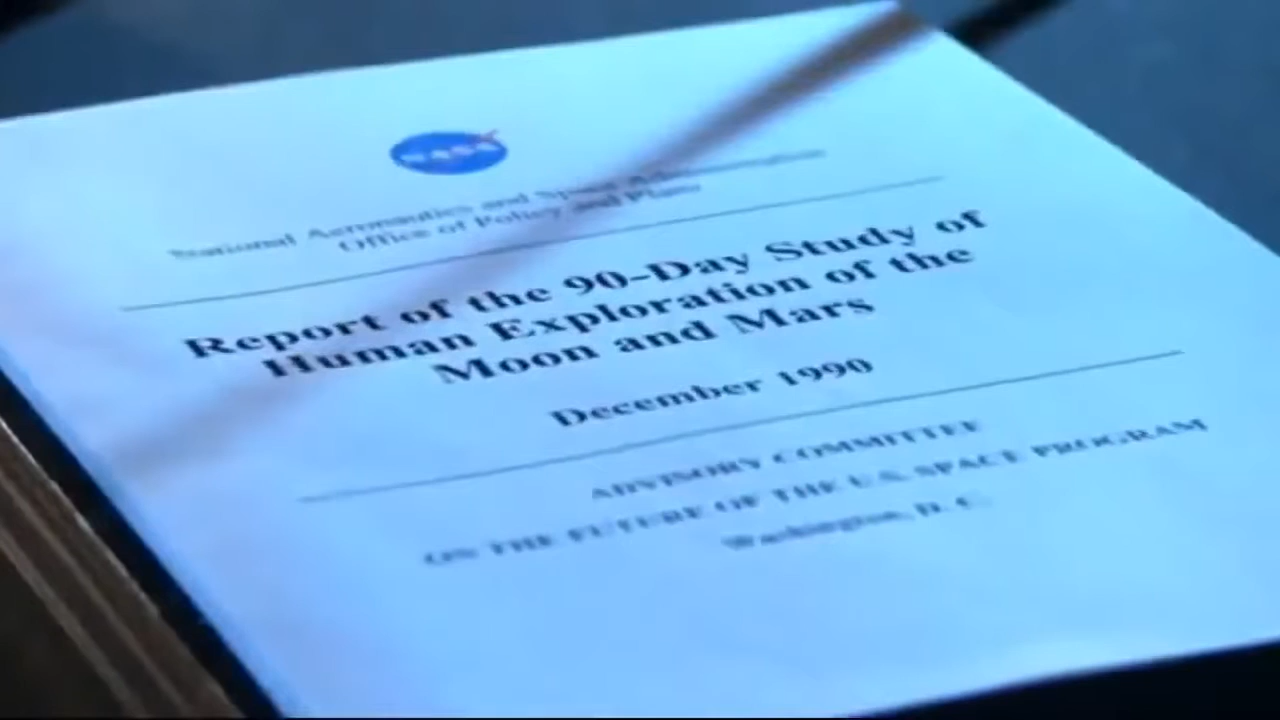 NASA
National Aeronautics and Space Administration
Office of Policy and Plans
Report of the 90-Day Study of
Human Exploration of the
Moon and Mars
December 1990
ADVISORY COMMITTEE
ON THE FUTURE OF THE U.S. SPACE PROGRAM
Washington, D. C.